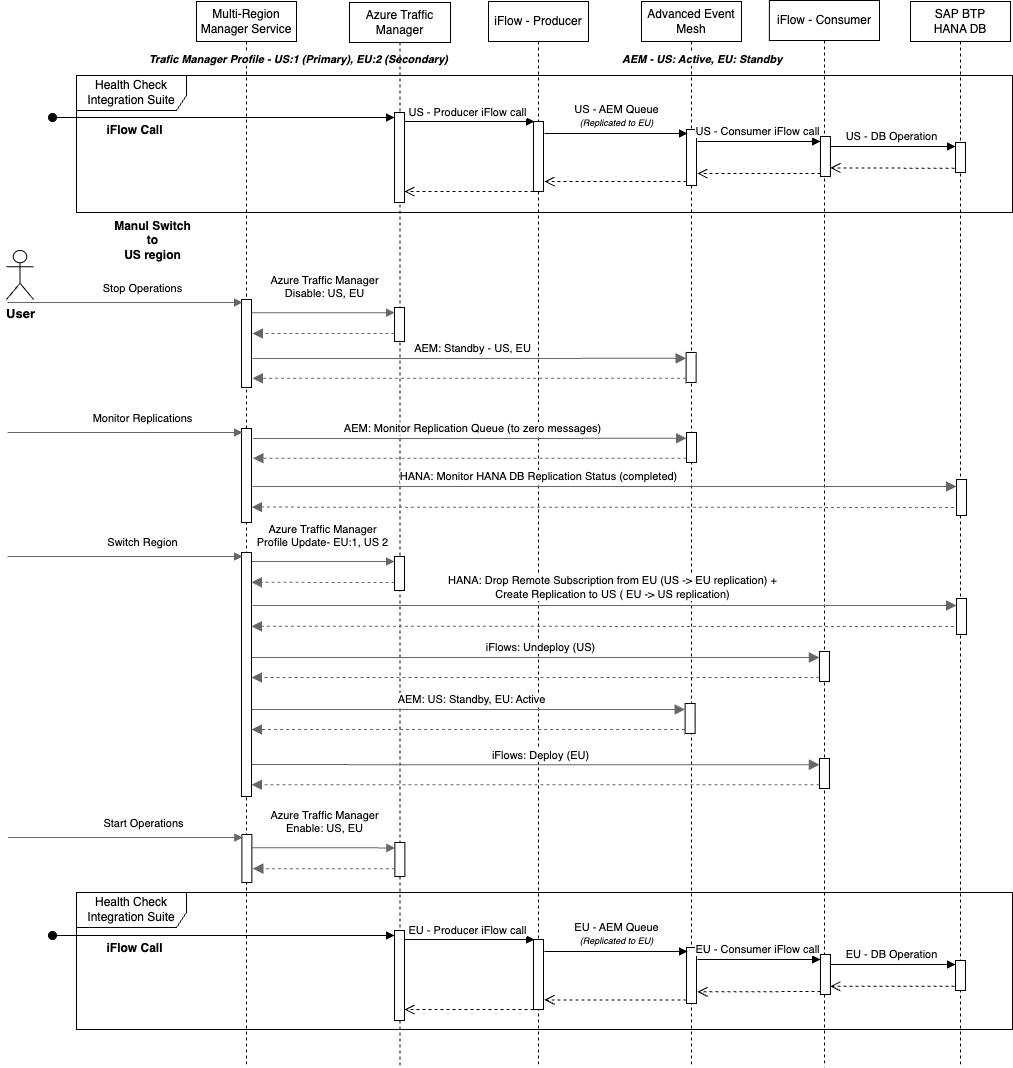 Multi-Region
Manager Service
Azure Traffic
Manager
iFlow - Producer
Advanced Event
Mesh
iFlow - Consumer
SAP BTP
HANA DB
Trafic Manager Profile - US:1 (Primary), EU:2 (Secondary)
AEM - US: Active, EU: Standby
Health Check
Integration Suite
iFlow Call
US - Producer iFlow call
US - AEM Queue
(Replicated to EU)
US - Consumer iFlow call
US - DB Operation
Manul Switch
to
US region
User
Stop Operations
Azure Traffic Manager
Disable: US, EU
AEM: Standby - US, EU
Monitor Replications
AEM: Monitor Replication Queue (to zero messages)
HANA: Monitor HANA DB Replication Status (completed)
Switch Region
Azure Traffic Manager
Profile Update- EU:1, US 2
HANA: Drop Remote Subscription from EU (US -> EU replication) +
Create Replication to US ( EU -> US replication)
iFlows: Undeploy (US)
AEM: US: Standby, EU: Active
iFlows: Deploy (EU)
Start Operations
Azure Traffic Manager
Enable: US, EU
Health Check
Integration Suite
iFlow Call
EU - Producer iFlow call
EU - AEM Queue
(Replicated to EU)
EU - Consumer iFlow call
EU - DB Operation